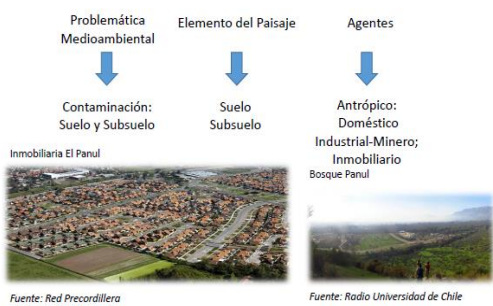 Problemática
Medioambiental
Elemento del Paisaje
Agentes
Contaminación:
Suelo y Subsuelo
Suelo
Subsuelo
Antrópico:
Doméstico
Industrial-Minero;
Inmobiliario
Inmobiliaria El Panul
Bosque Panul
Fuente: Red Precordillera
Fuente: Radio Universidad de Chile